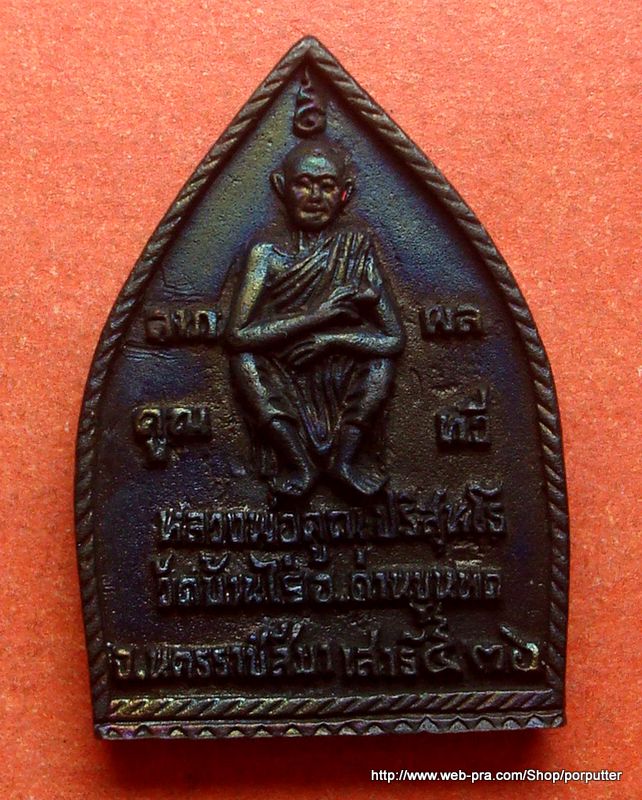 ลาภ ผล
คูณ ทวี
หลวงพ่อคูณ ปริสุทโธ
วัดบ้านไร่ อ.ด่านขุนทด
จ.นครราชสีมา เสาร์๕ ๓๖
http://www.web-pra.com/Shop/porputter